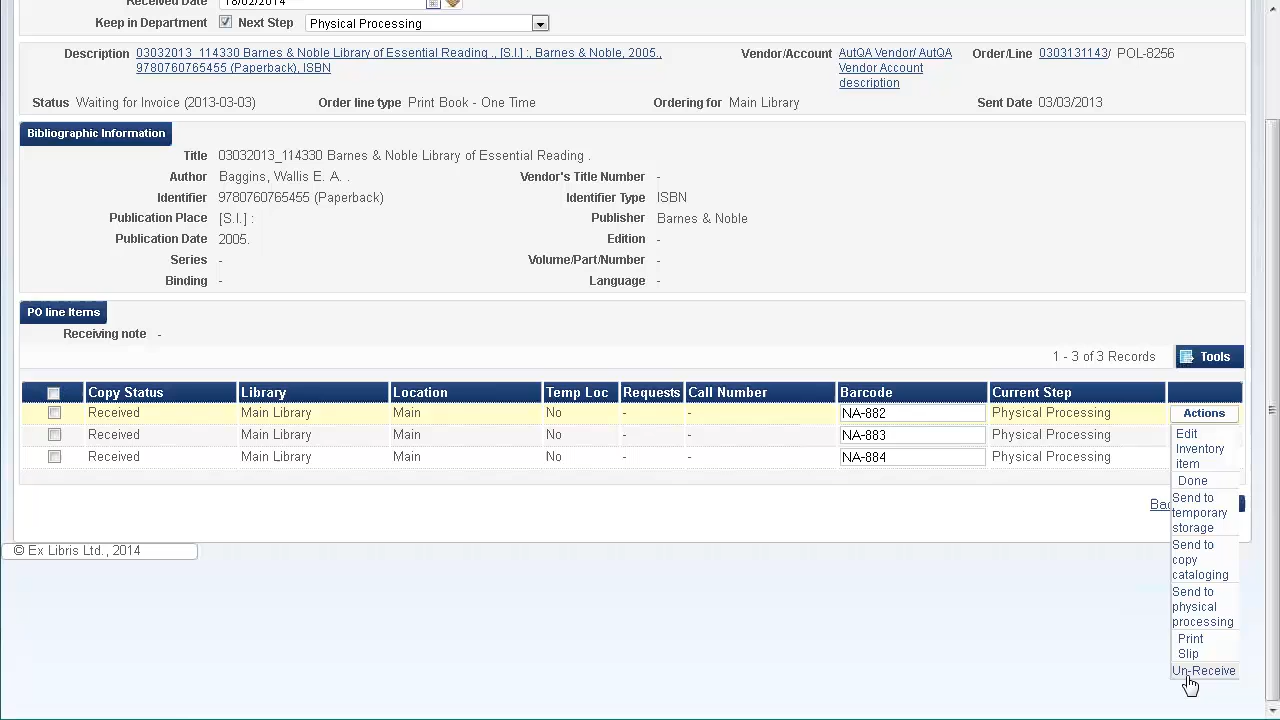 Received Date 18/02/2014
Keep in Department Next Step Physical Processing
Description 03032013_114330 Barnes & Noble Library of Essential Reading ., [S.I.] :, Barnes & Noble, 2005., Vendor/Account AutQA Vendor/ AutQA Order/Line 0303131143/ POL-8256
9780760765455 (Paperback), ISBN Vendor Account
description
Status Waiting for Invoice (2013-03-03) Order line type Print Book - One Time Ordering for Main Library Sent Date 03/03/2013
Bibliographic Information
Title 03032013_114330 Barnes & Noble Library of Essential Reading .
Author Baggins, Wallis E. A. . Vendor's Title Number -
Identifier 9780760765455 (Paperback) Identifier Type ISBN
Publication Place [S.I.] : Publisher Barnes & Noble
Publication Date 2005. Edition -
Series - Volume/Part/Number -
Binding - Language -
PO line Items
Receiving note -
1 - 3 of 3 Records Tools
Copy Status Library Location Temp Loc Requests Call Number Barcode Current Step
Received Main Library Main No - - NA-882 Physical Processing Actions
Received Main Library Main No - - NA-883 Physical Processing
Received Main Library Main No - - NA-884 Physical Processing
Edit
Inventory
item
Done
Send to
temporary
storage
Send to
copy
cataloging
Send to
physical
processing
Print
Slip
Un-Receive
© Ex Libris Ltd., 2014